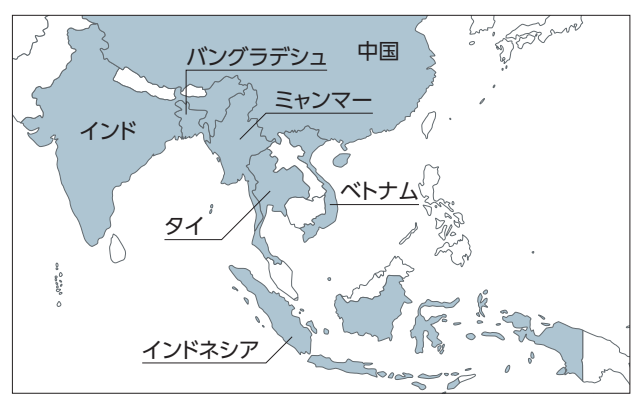 バングラデシュ
中国
ミャンマー
インド
ベトナム
タイ
インドネシア